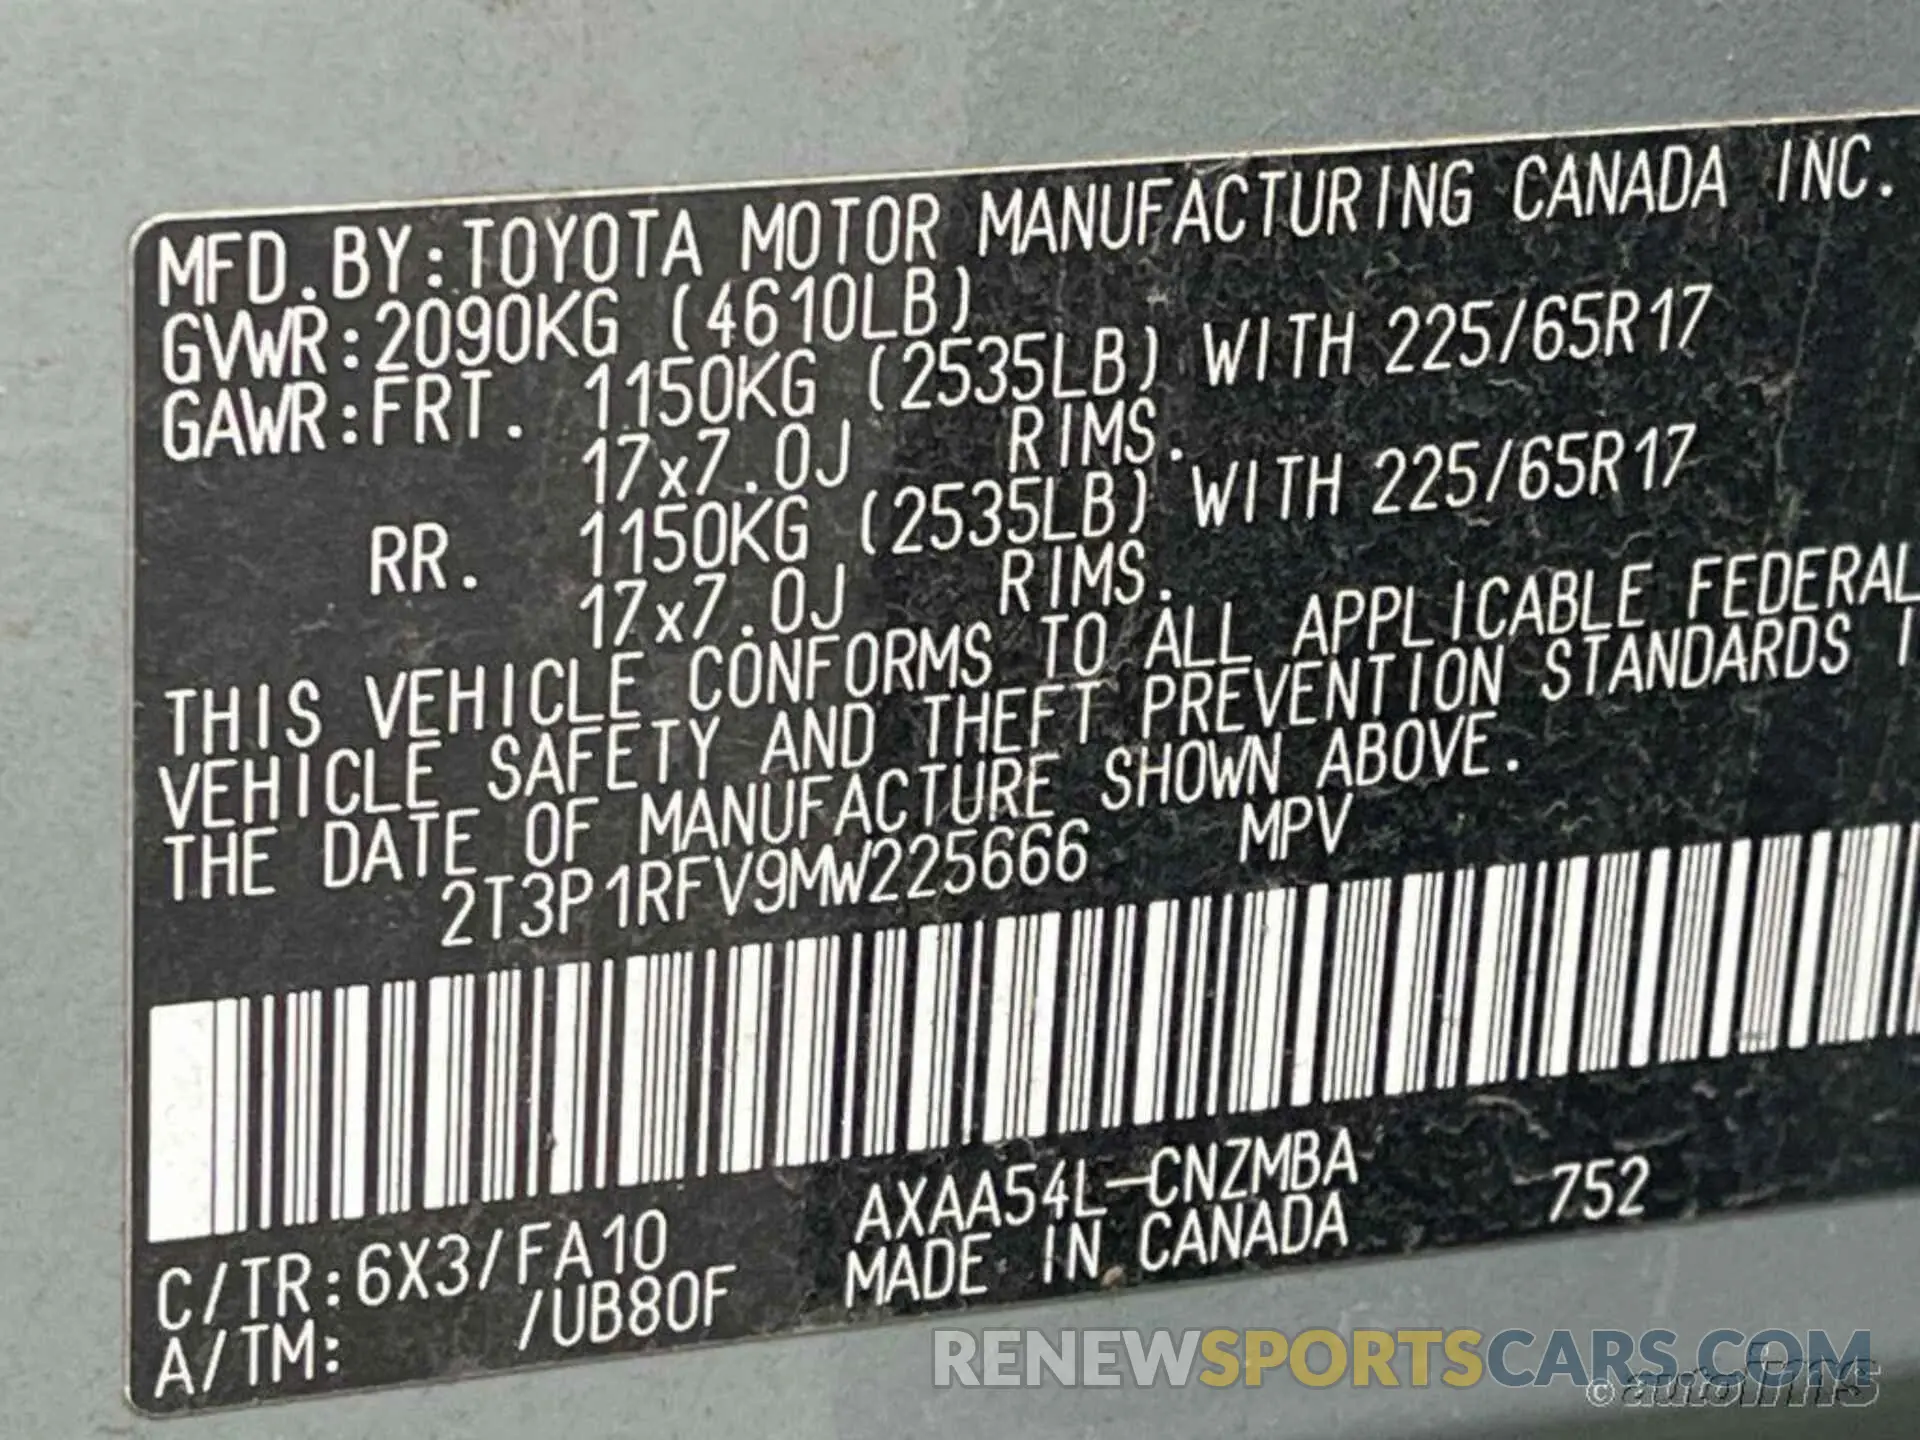 MFD.BY:TOYOTA MOTOR MANUFACTURING CANADA INC.
GVWR:2090KG (4610LB)
GAWR:FRT. 1150KG (2535LB) WITH 225/65R17
17x7.0J RIMS.
RR. 1150KG (2535LB) WITH 225/65R17
17x7.0J RIMS.
THIS VEHICLE CONFORMS TO ALL APPLICABLE FEDERAL
VEHICLE SAFETY AND THEFT PREVENTION STANDARDS I
THE DATE OF MANUFACTURE SHOWN ABOVE.
2T3P1RFV9MW225666 MPV
C/TR:6X3/FA10 AXAA54L-CNZMBA 752
A/TM: /UB80F MADE IN CANADA
RENEWSPORTSCARS.COM
© autoTims